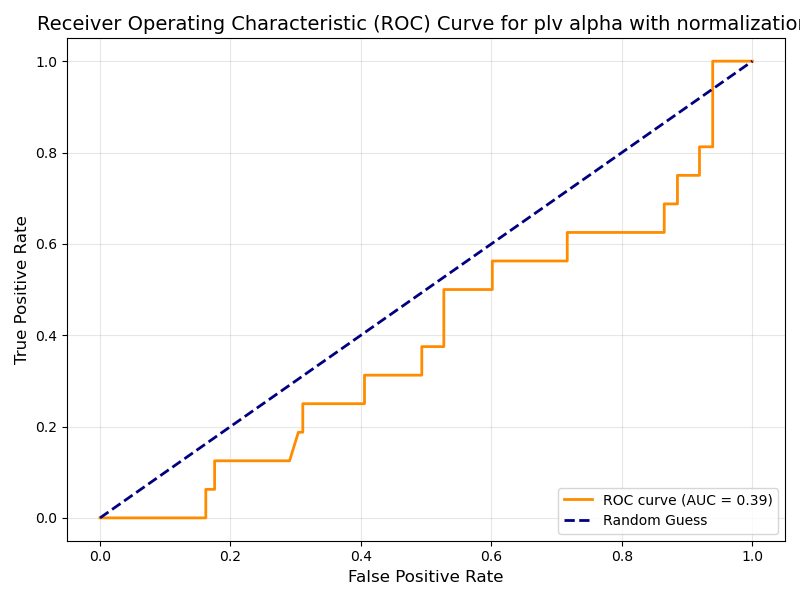 Receiver Operating Characteristic (ROC) Curve for plv alpha with normalization
True Positive Rate
1.0
0.8
0.6
0.4
0.2
0.0
ROC curve (AUC = 0.39)
Random Guess
0.0 0.2 0.4 0.6 0.8 1.0
False Positive Rate